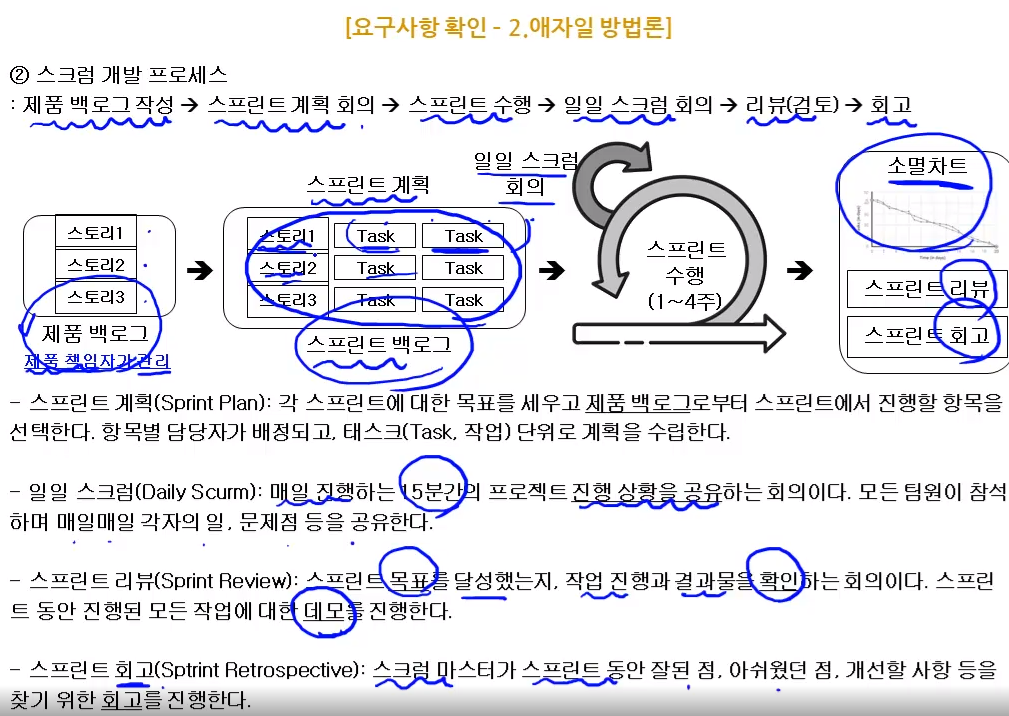 [요구사항 확인 - 2.애자일 방법론]
② 스크럼 개발 프로세스
: 제품 백로그 작성 → 스프린트 계획 회의 → 스프린트 수행 → 일일 스크럼 회의 → 리뷰(검토) → 회고
스토리1
스토리2
스토리3
제품 백로그
제품 책임자가 관리
스프린트 계획
스토리1 Task Task
스토리2 Task Task
스토리3 Task Task
스프린트 백로그
일일 스크럼
회의
스프린트
수행
(1~4주)
소멸차트
Time (in days)
스프린트 리뷰
스프린트 회고
- 스프린트 계획(Sprint Plan): 각 스프린트에 대한 목표를 세우고 제품 백로그로부터 스프린트에서 진행할 항목을
선택한다. 항목별 담당자가 배정되고, 태스크(Task, 작업) 단위로 계획을 수립한다.
- 일일 스크럼(Daily Scurm): 매일 진행하는 15분간의 프로젝트 진행 상황을 공유하는 회의이다. 모든 팀원이 참석
하며 매일매일 각자의 일, 문제점 등을 공유한다.
- 스프린트 리뷰(Sprint Review): 스프린트 목표를 달성했는지, 작업 진행과 결과물을 확인하는 회의이다. 스프린
트 동안 진행된 모든 작업에 대한 데모를 진행한다.
- 스프린트 회고(Sptrint Retrospective): 스크럼 마스터가 스프린트 동안 잘된 점, 아쉬웠던 점, 개선할 사항 등을
찾기 위한 회고를 진행한다.